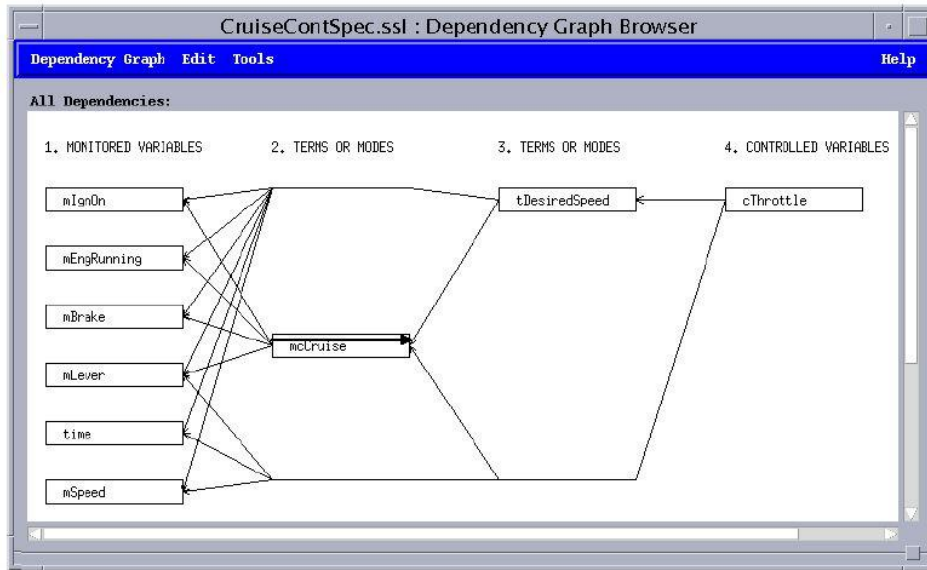 CruiseContSpec.ssl : Dependency Graph Browser
Dependency Graph Edit Tools Help
All Dependencies:
1. MONITORED VARIABLES 2. TERMS OR MODES 3. TERMS OR MODES 4. CONTROLLED VARIABLES
mIgnOn tDesiredSpeed cThrottle
mEngRunning
mBrake
mcCruise
mLever
time
mSpeed